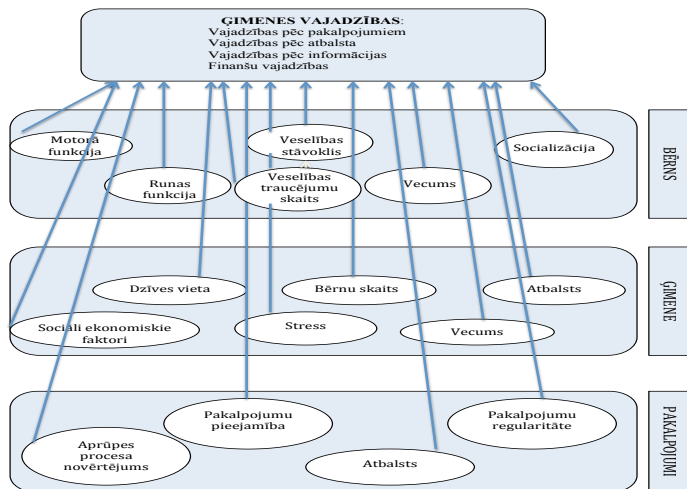 ĢIMENES VAJADZĪBAS:
Vajadzības pēc pakalpojumiem
Vajadzības pēc atbalsta
Vajadzības pēc informācijas
Finanšu vajadzības
Motorā
funkcija
Veselības
stāvoklis
Socializācija
Runas
funkcija
Veselības
traucējumu
skaits
Vecums
BĒRNS
Dzīves vieta
Bērnu skaits
Atbalsts
Sociāli ekonomiskie
faktori
Stress
Vecums
ĢIMENE
Pakalpojumu
pieejamība
Pakalpojumu
regularitāte
Aprūpes
procesa
novērtējums
Atbalsts
PAKALPOJUMI